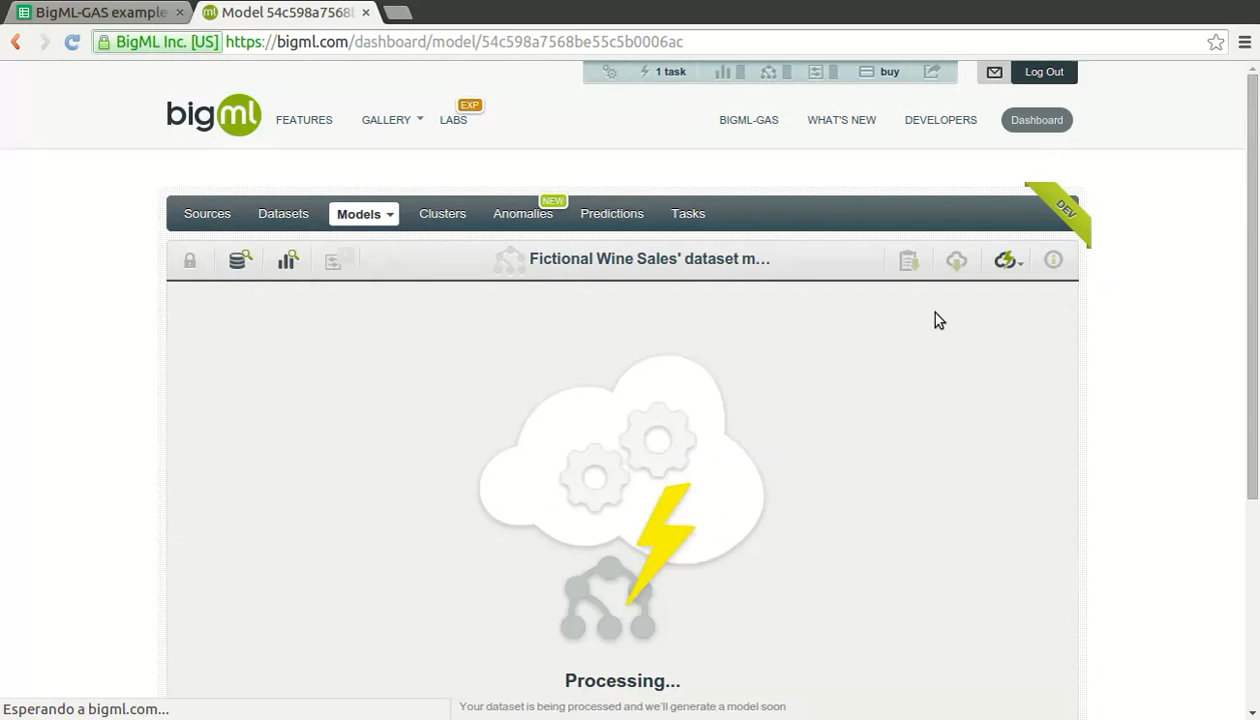 BigML-GAS example
Model 54c598a7568b
BigML Inc. [US]
https://bigml.com/dashboard/model/54c598a7568be55c5b0006ac
1 task
buy
Log Out
bigml
FEATURES
GALLERY
LABS
EXP
BIGML-GAS
WHAT'S NEW
DEVELOPERS
Dashboard
Sources
Datasets
Models
Clusters
Anomalies
NEW
Predictions
Tasks
DEV
Fictional Wine Sales' dataset m...
Processing...
Your dataset is being processed and we'll generate a model soon
Esperando a bigml.com...